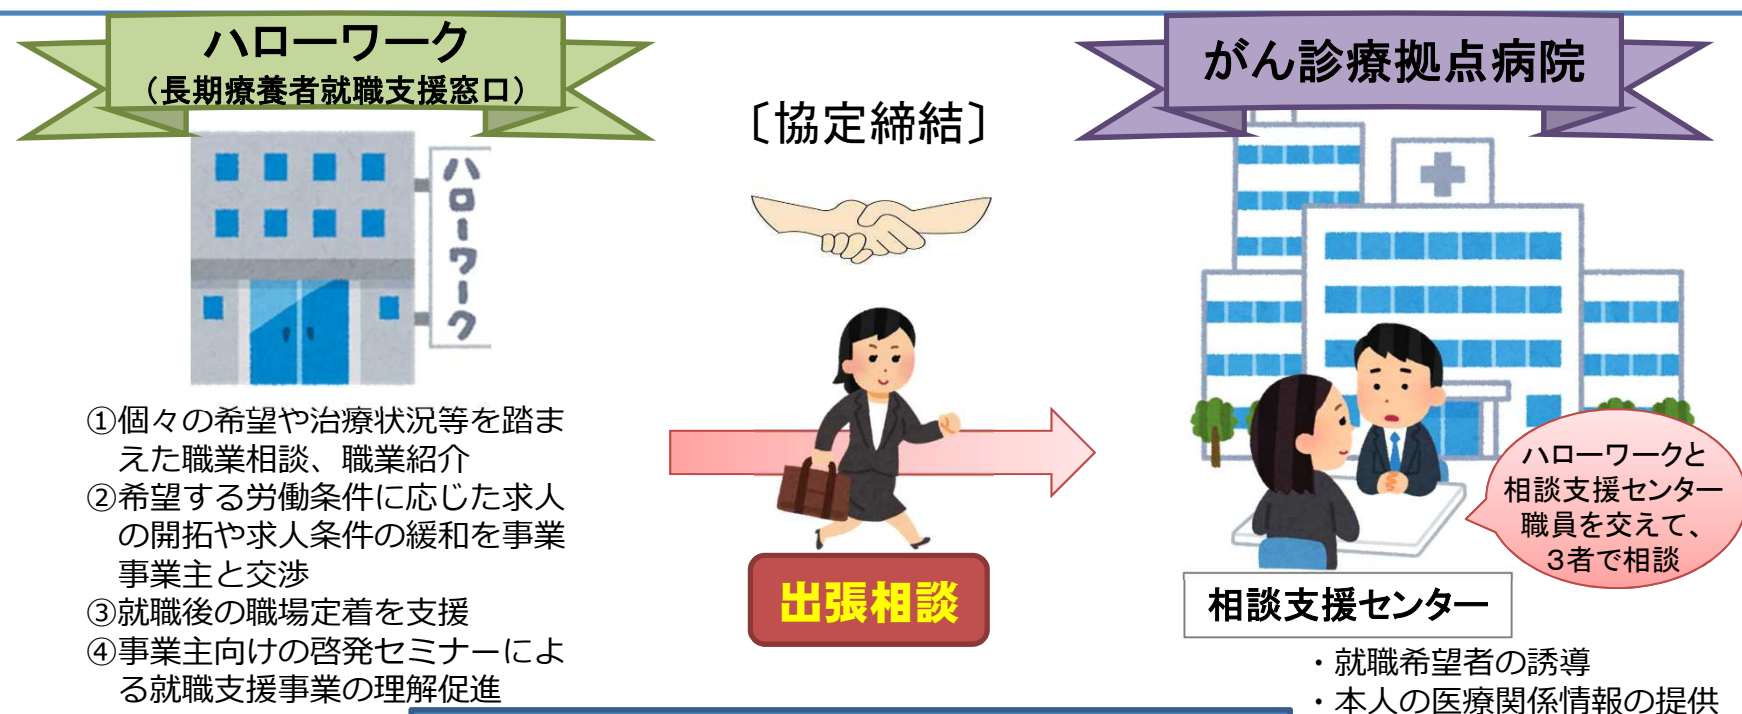 ハローワーク
（長期療養者就職支援窓口）
ハローワーク
①個々の希望や治療状況等を踏ま
えた職業相談、職業紹介
②希望する労働条件に応じた求人
の開拓や求人条件の緩和を事業
事業主と交渉
③就職後の職場定着を支援
④事業主向けの啓発セミナーによ
る就職支援事業の理解促進
〔協定締結〕
出張相談
がん診療拠点病院
ハローワークと
相談支援センター
職員を交えて、
３者で相談
相談支援センター
・就職希望者の誘導
・本人の医療関係情報の提供